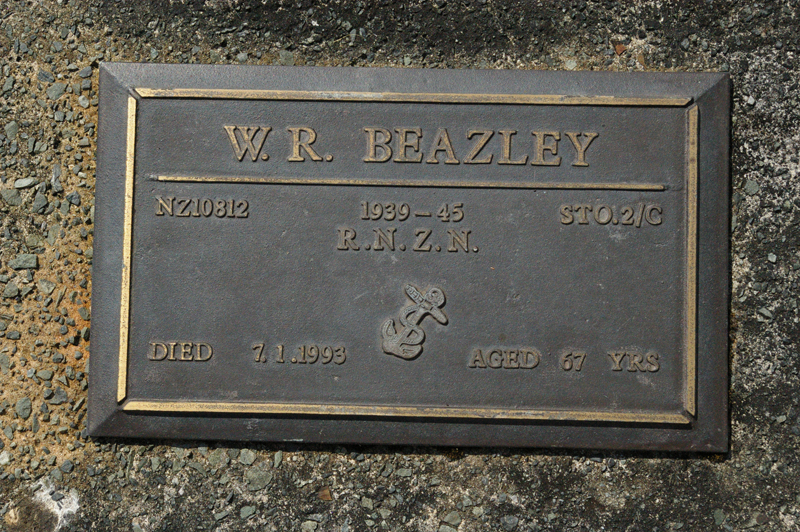 W. R. BEAZLEY
NZ10812 1939 - 45 STO.2/C
R.N.Z.N.
DIED 7.1.1993 AGED 67 YRS